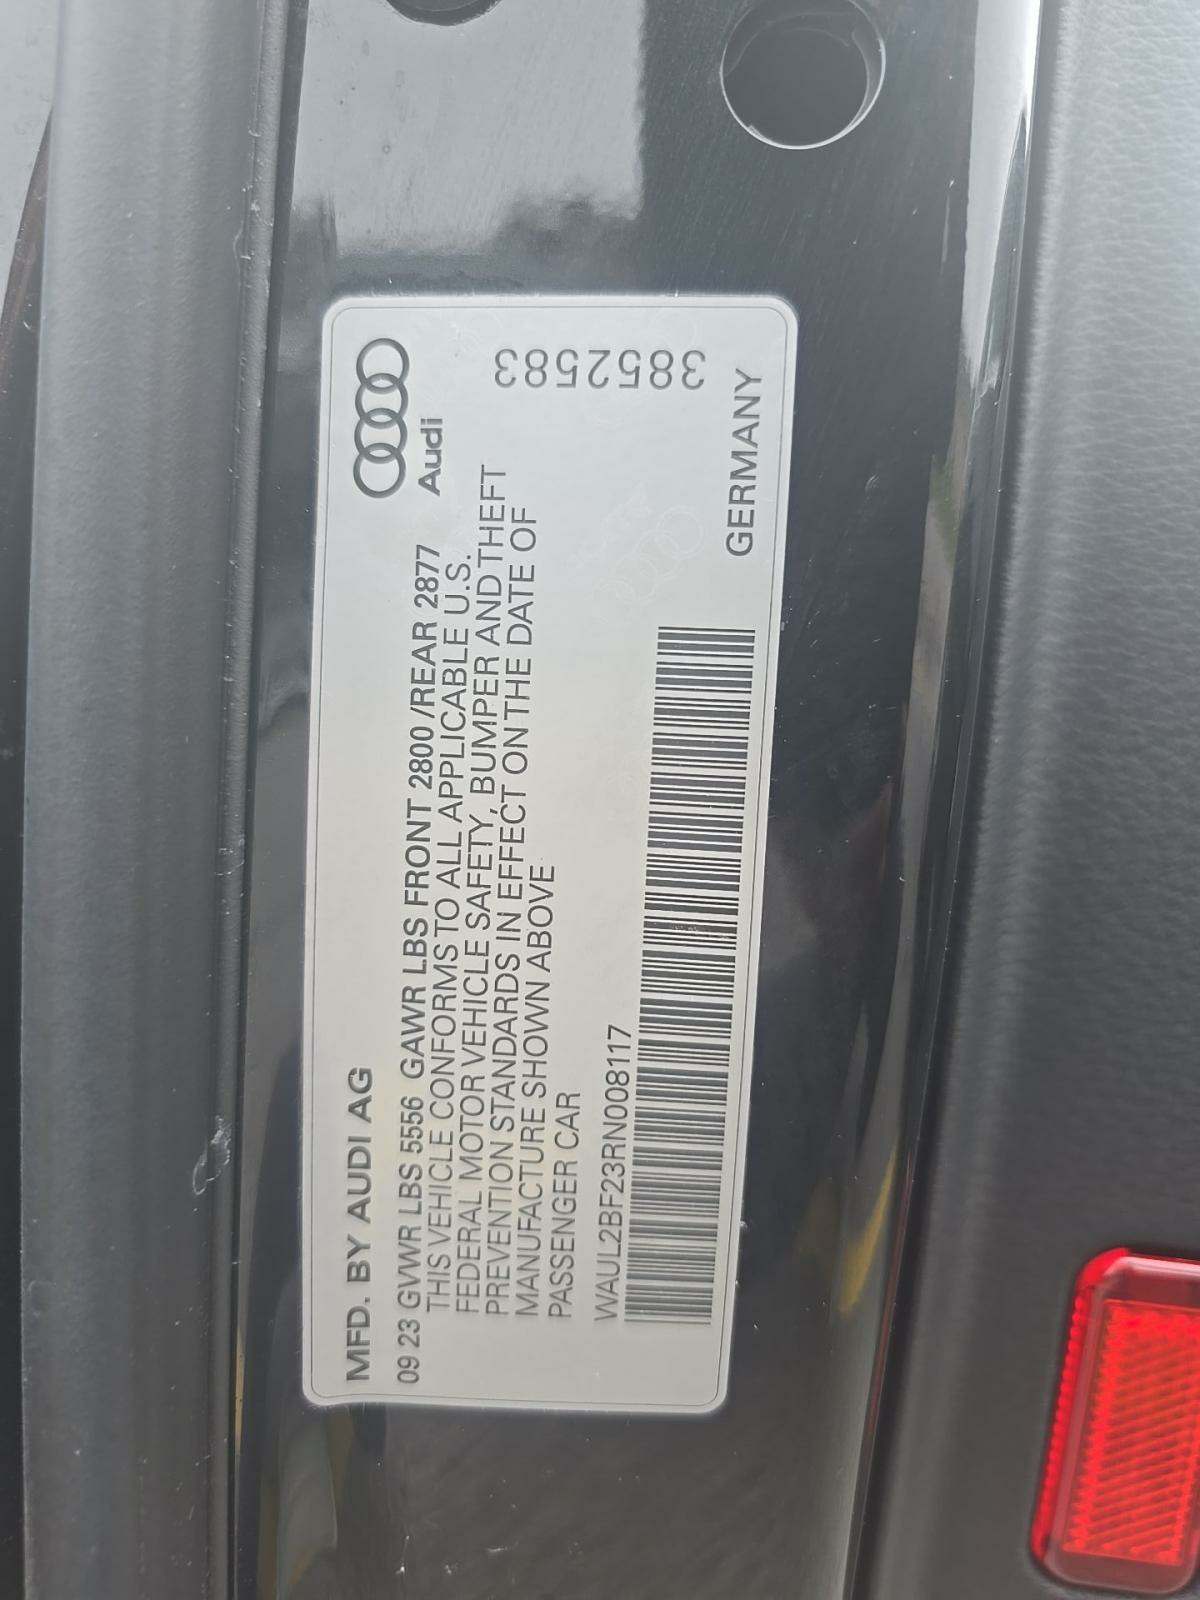 MFD. BY AUDI AG
Audi
09 23 GVWR LBS 5556 GAWR LBS FRONT 2800/REAR 2877
THIS VEHICLE CONFORMS TO ALL APPLICABLE U.S.
FEDERAL MOTOR VEHICLE SAFETY, BUMPER AND THEFT
PREVENTION STANDARDS IN EFFECT ON THE DATE OF
MANUFACTURE SHOWN ABOVE
PASSENGER CAR
3852583
WAUL2BF23RN008117
GERMANY